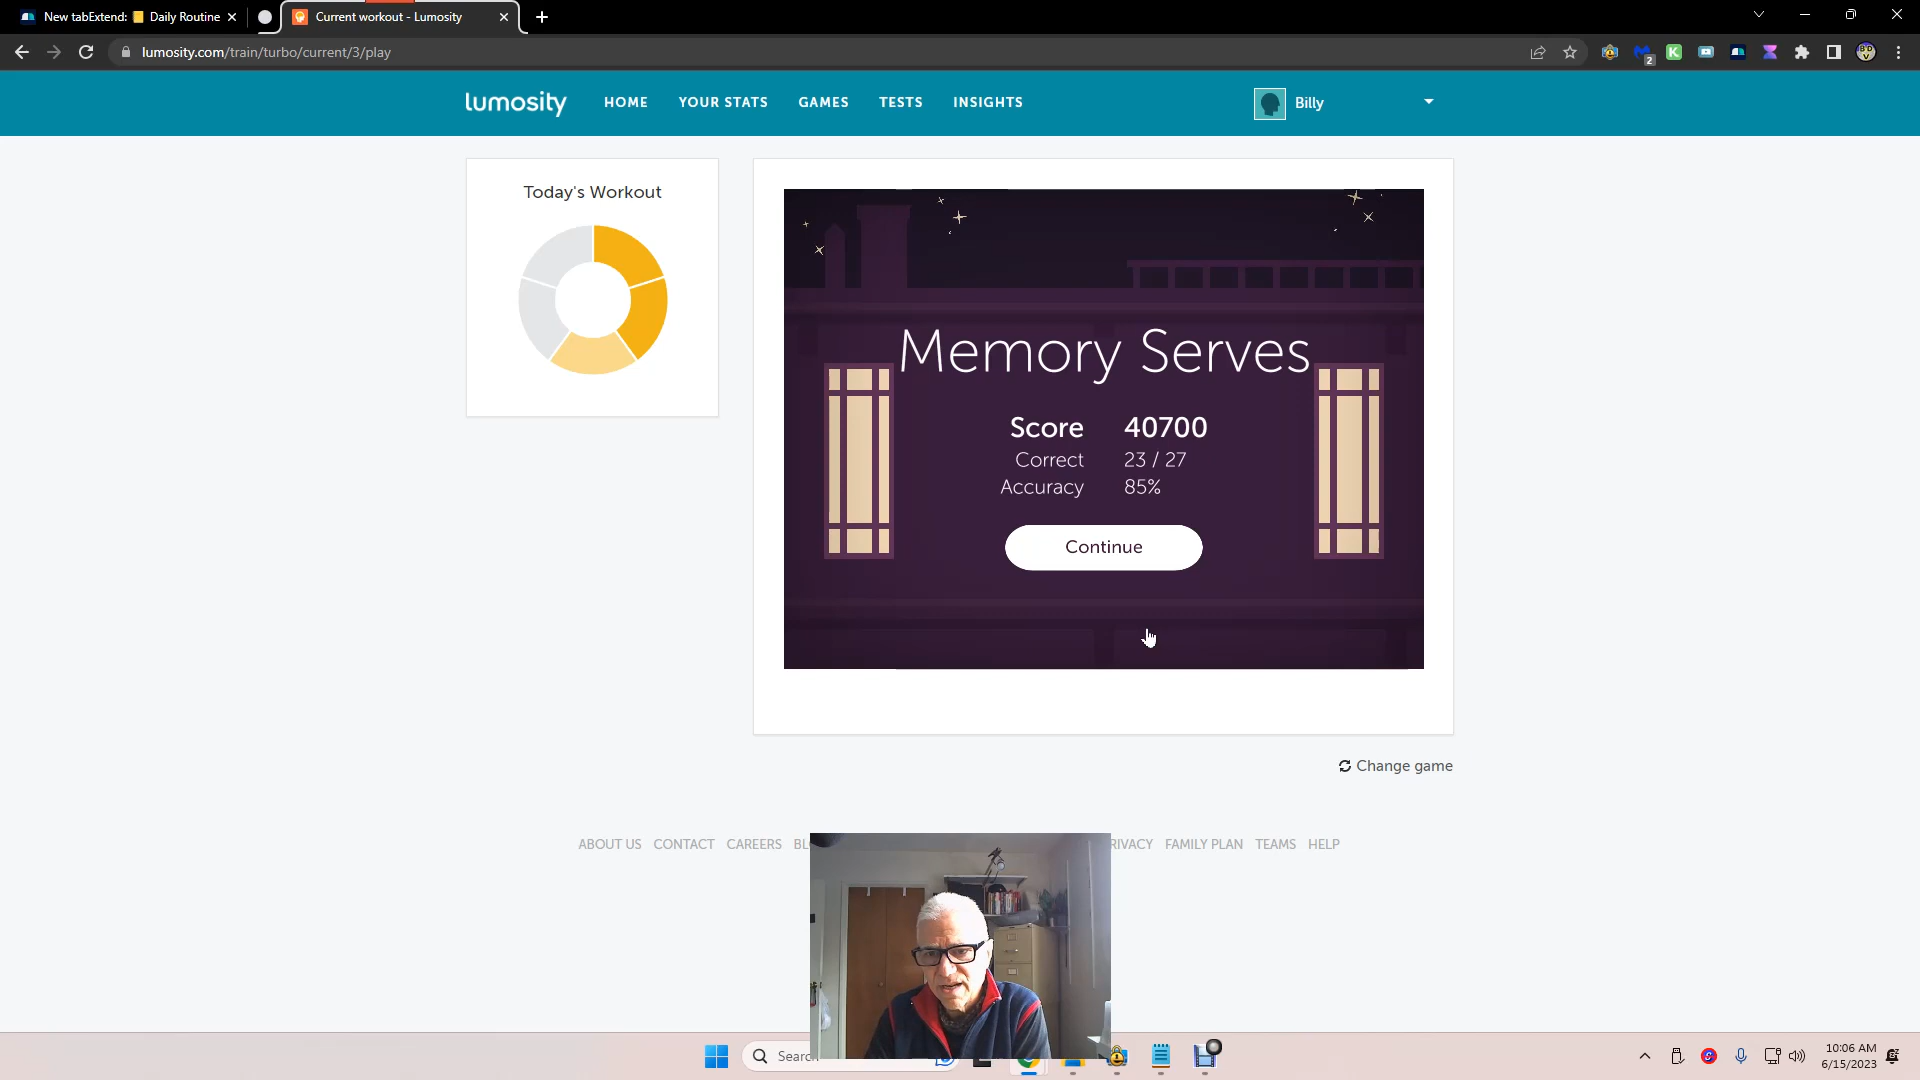 New tabExtend: Daily Routine
Current workout - Lumosity
lumosity.com/train/turbo/current/3/play
2
lumosity
HOME
YOUR STATS
GAMES
TESTS
INSIGHTS
Billy
Today's Workout
Memory Serves
Score 40700
Correct 23 / 27
Accuracy 85%
Continue
Change game
ABOUT US CONTACT CAREERS BL RIVACY FAMILY PLAN TEAMS HELP
Search
10:06 AM
6/15/2023